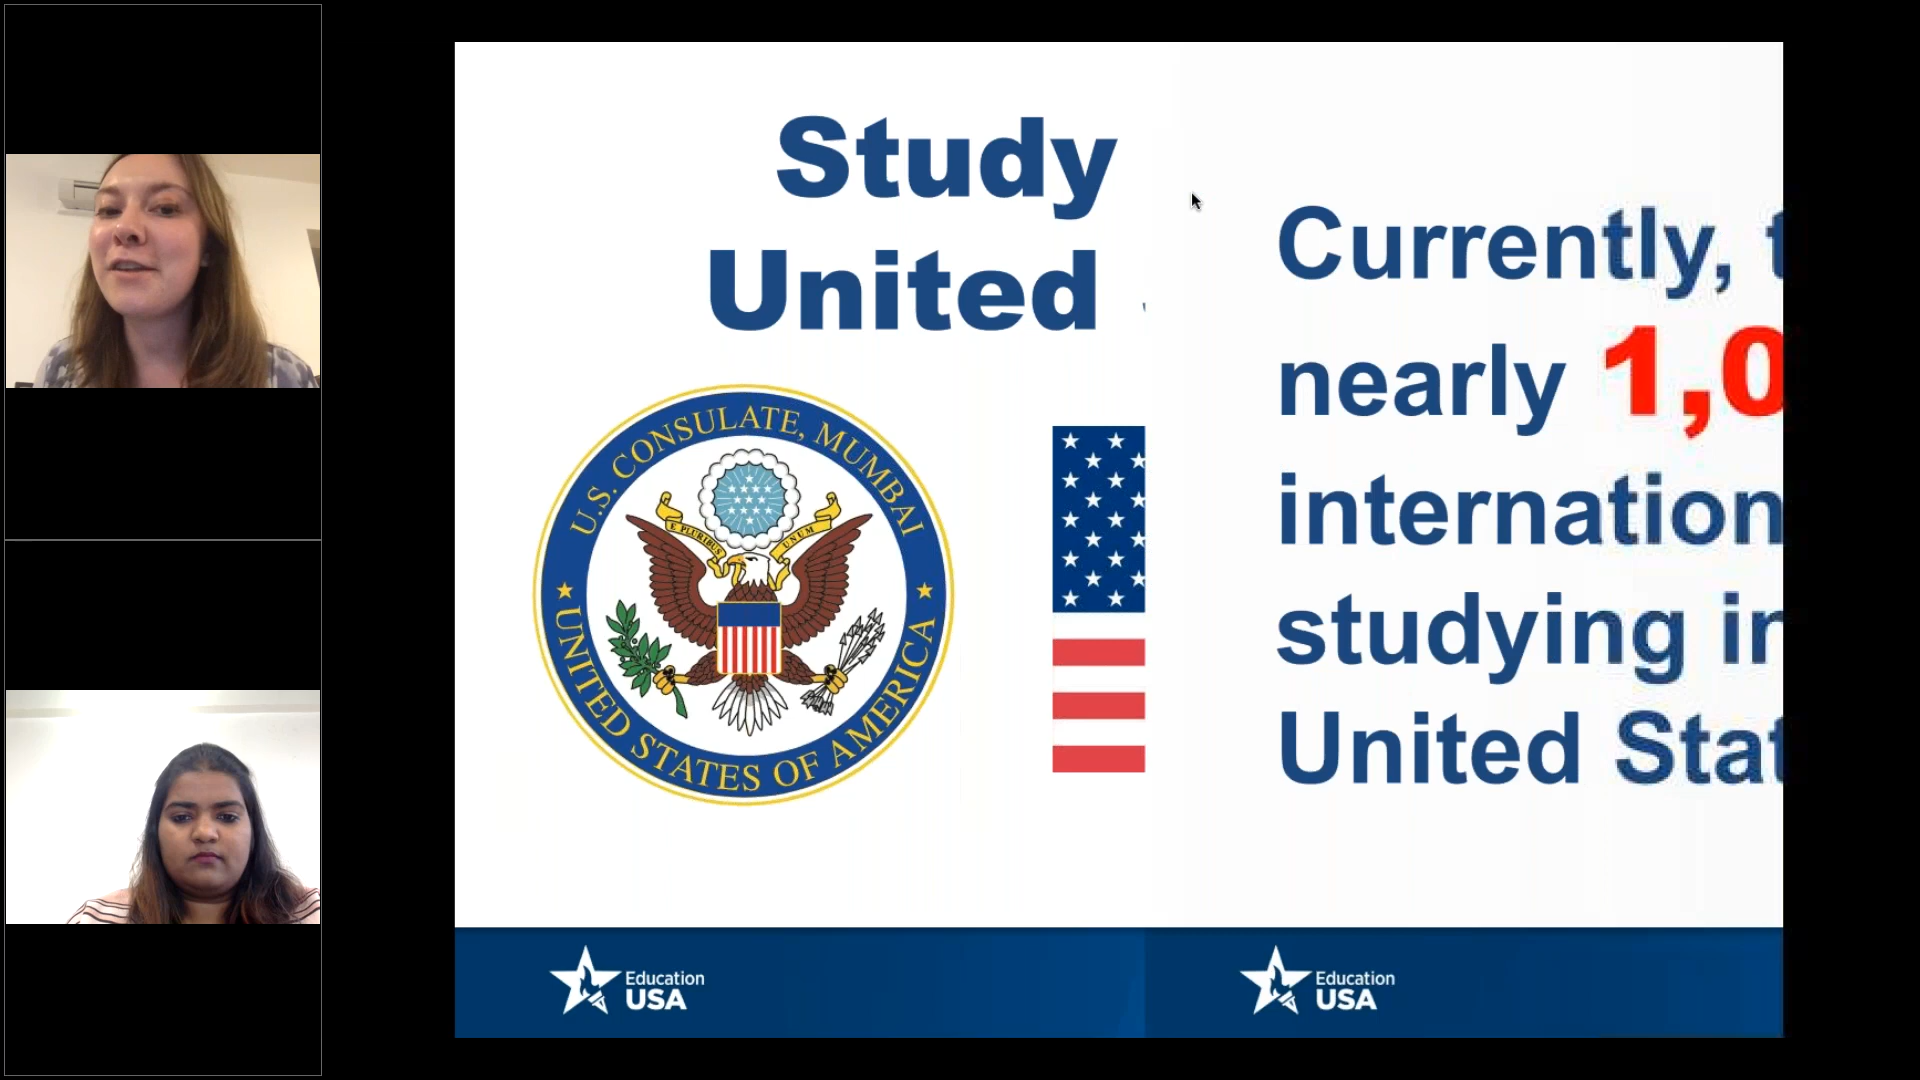 Study
United
U.S. CONSULATE, MUMBAI
E PLURIBUS UNUM
UNITED STATES OF AMERICA
Education
USA
Currently, t
nearly 1,0
internation
studying in
United Stat
Education
USA